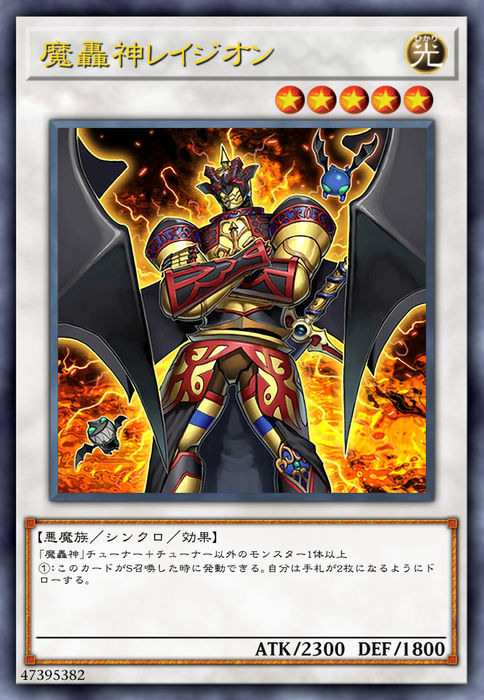 魔轟神レイジオン
ひかり
光
【悪魔族／シンクロ／効果】
「魔轟神」チューナー＋チューナー以外のモンスター1体以上
①：このカードがS召喚した時に発動できる。自分は手札が2枚になるようにド
ローする。
ATK/2300 DEF/1800
47395382